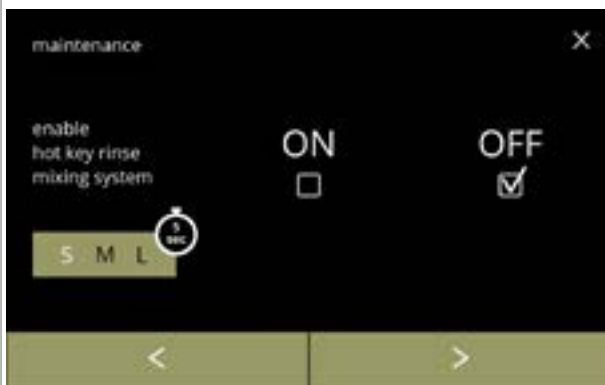 maintenance
enable
hot key rinse
mixing system
ON
OFF
5
sec
S M L